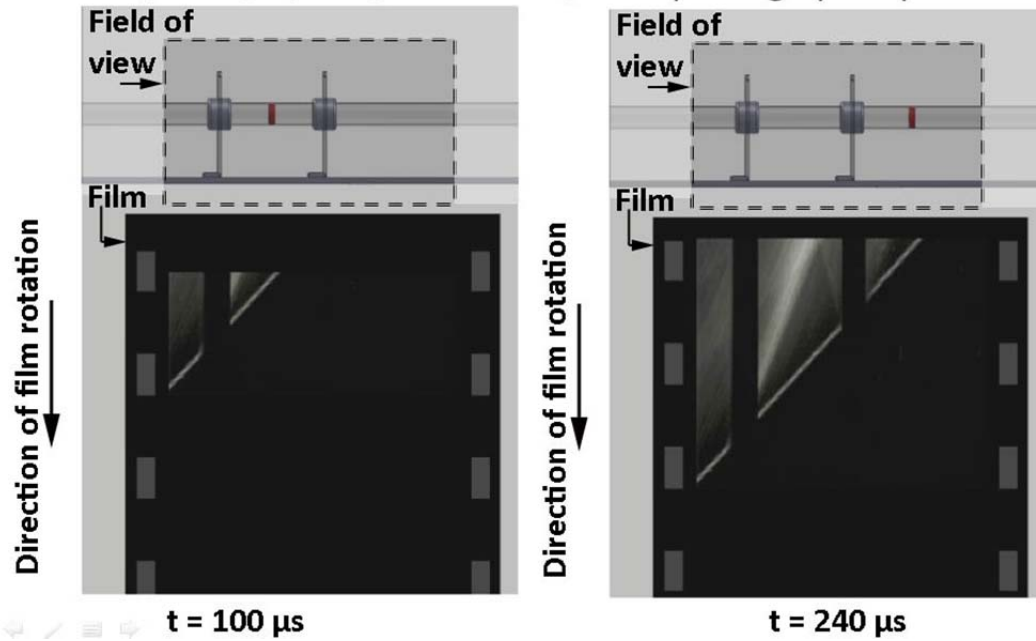 Field of
view
Film
Direction of film rotation
t = 100 μs
Field of
view
Film
Direction of film rotation
t = 240 μs